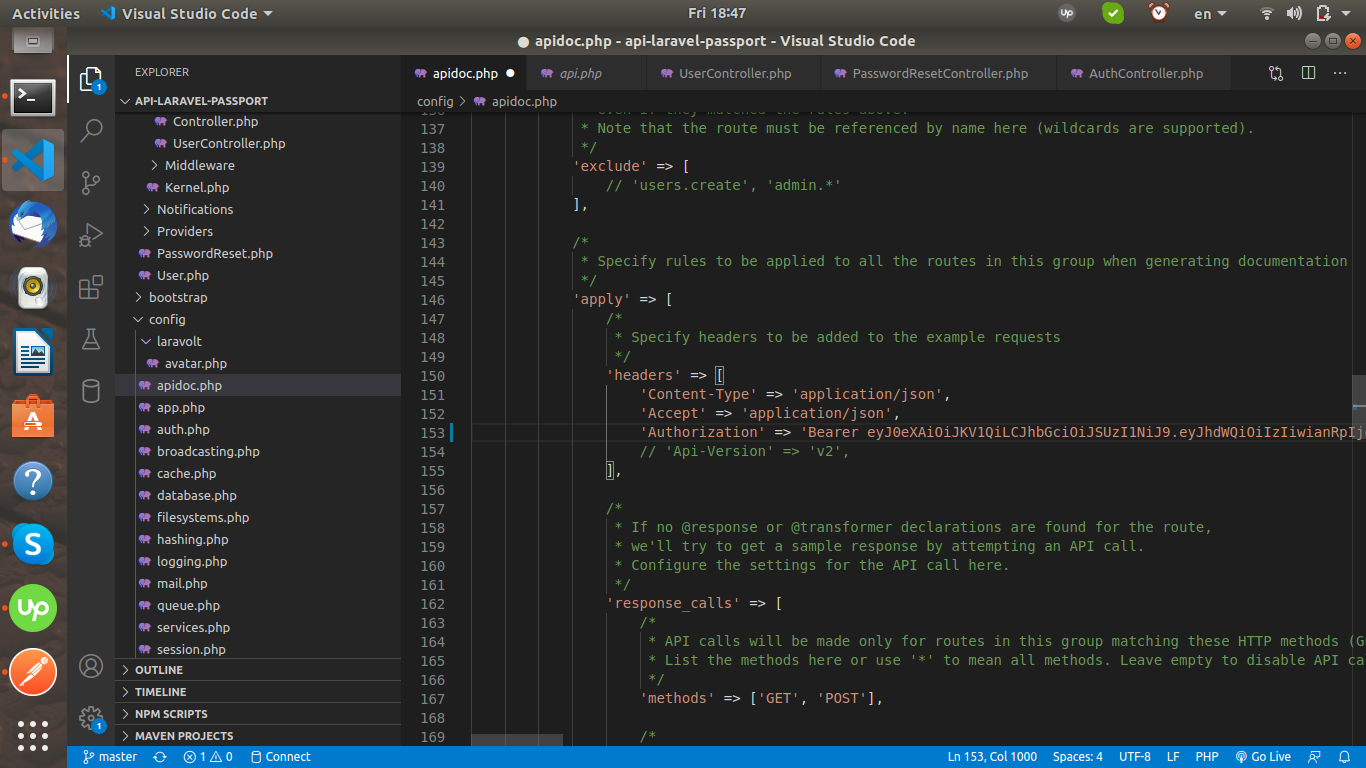 Activities
Visual Studio Code
Fri 18:47
en
apidoc.php - api-laravel-passport - Visual Studio Code
EXPLORER
API-LARAVEL-PASSPORT
Controller.php
UserController.php
Middleware
Kernel.php
Notifications
Providers
PasswordReset.php
User.php
bootstrap
config
laravolt
avatar.php
apidoc.php
app.php
auth.php
broadcasting.php
cache.php
database.php
filesystems.php
hashing.php
logging.php
mail.php
queue.php
services.php
session.php
OUTLINE
TIMELINE
NPM SCRIPTS
MAVEN PROJECTS
apidoc.php
api.php
UserController.php
PasswordResetController.php
AuthController.php
config > apidoc.php
137 * Note that the route must be referenced by name here (wildcards are supported).
138 */
139 'exclude' => [
140 // 'users.create', 'admin.*'
141 ],
142
143 /*
144 * Specify rules to be applied to all the routes in this group when generating documentation
145 */
146 'apply' => [
147 /*
148 * Specify headers to be added to the example requests
149 */
150 'headers' => [
151 'Content-Type' => 'application/json',
152 'Accept' => 'application/json',
153 'Authorization' => 'Bearer eyJ0eXAiOiJKV1QiLCJhbGciOiJSUzI1NiJ9.eyJhdWQiOiIzIiwianRpIj
154 // 'Api-Version' => 'v2',
155 ],
156
157 /*
158 * If no @response or @transformer declarations are found for the route,
159 * we'll try to get a sample response by attempting an API call.
160 * Configure the settings for the API call here.
161 */
162 'response_calls' => [
163 /*
164 * API calls will be made only for routes in this group matching these HTTP methods (G
165 * List the methods here or use '*' to mean all methods. Leave empty to disable API ca
166 */
167 'methods' => ['GET', 'POST'],
168
169 /*
master
1
0
Connect
Ln 153, Col 1000
Spaces: 4
UTF-8
LF
PHP
Go Live